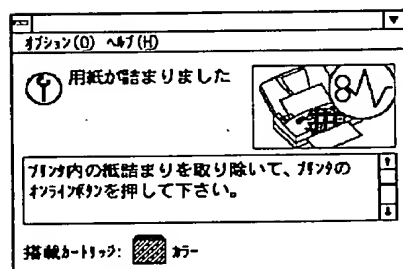 ｵﾌﾟｼｮﾝ(O) ﾍﾙﾌﾟ(H)
用紙が詰まりました
ﾌﾟﾘﾝﾀ内の紙詰まりを取り除いて、ﾌﾟﾘﾝﾀの
ｵﾝﾗｲﾝﾎﾞﾀﾝを押して下さい。
搭載ｶｰﾄﾘｯｼﾞ: ｶﾗｰ